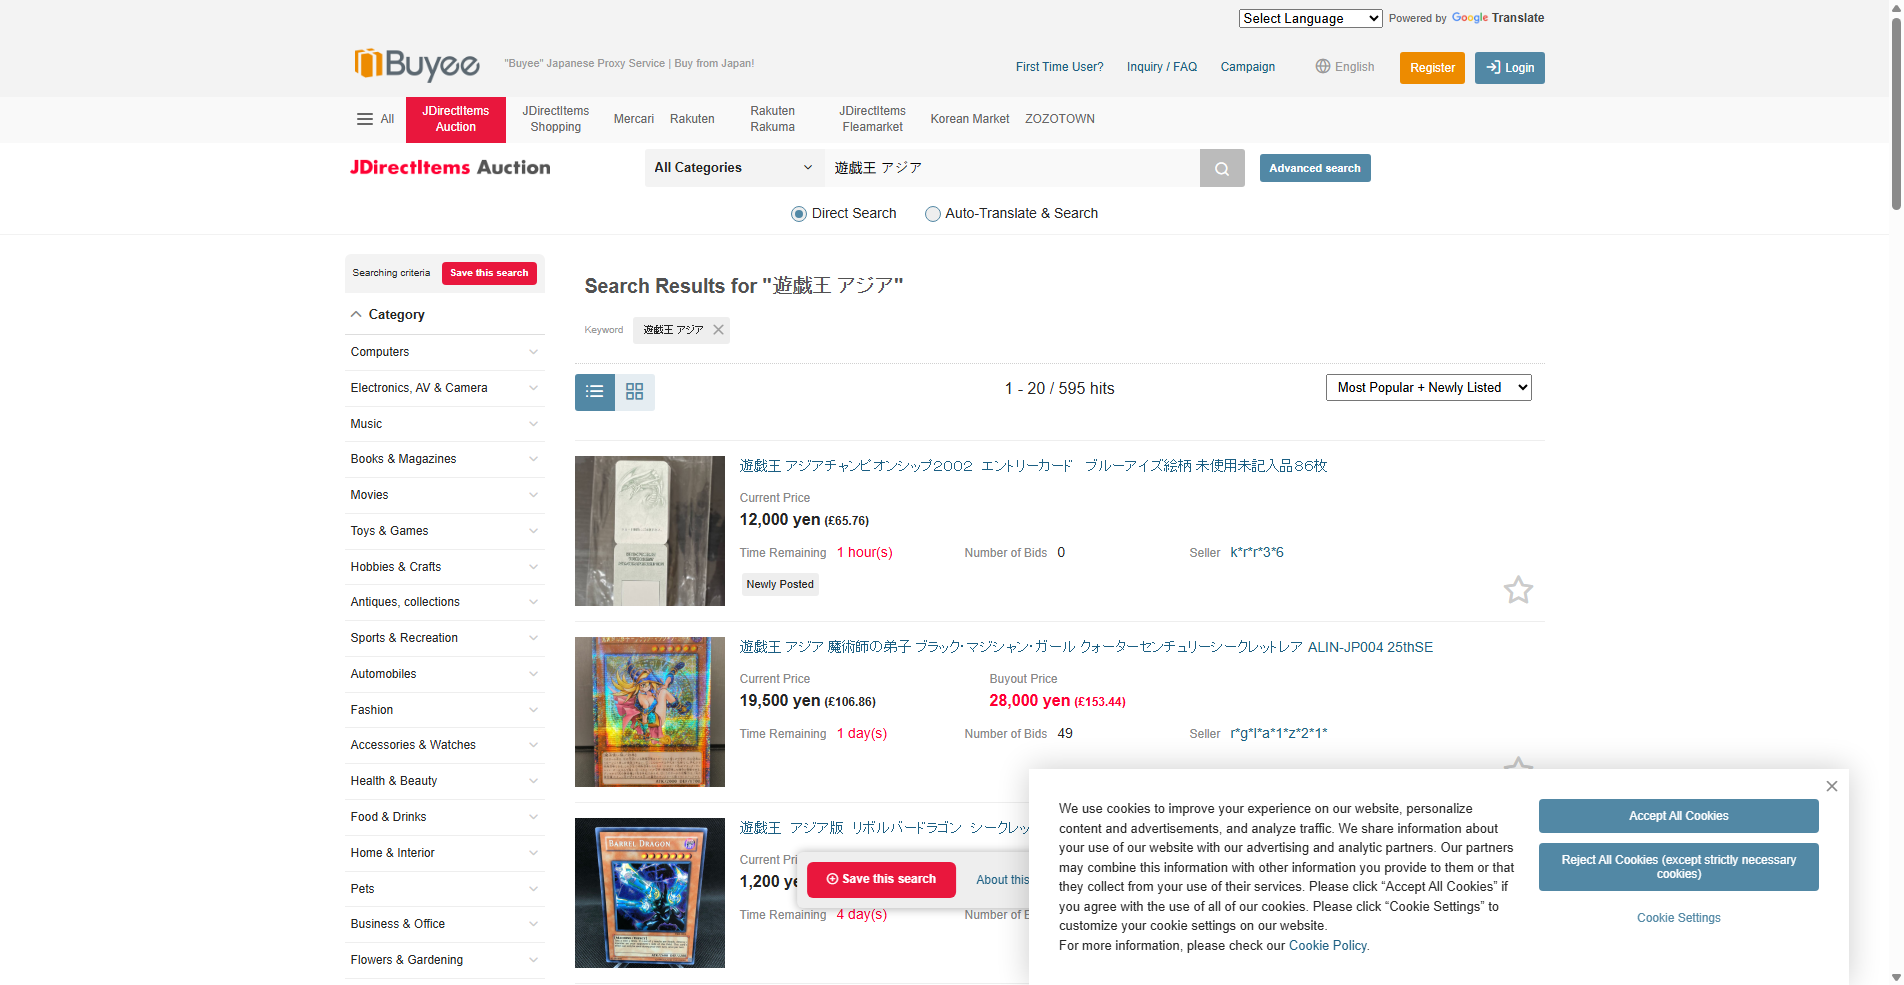 Select Language
Powered by Google Translate
Buyee
"Buyee" Japanese Proxy Service | Buy from Japan!
First Time User?
Inquiry / FAQ
Campaign
English
Register
Login
All
JDirectItems Auction
JDirectItems Shopping
Mercari
Rakuten
Rakuten Rakuma
JDirectItems Fleamarket
Korean Market
ZOZOTOWN
JDirectItems Auction
All Categories
遊戯王 アジア
Advanced search
Direct Search
Auto-Translate & Search
Searching criteria
Save this search
Category
Computers
Electronics, AV & Camera
Music
Books & Magazines
Movies
Toys & Games
Hobbies & Crafts
Antiques, collections
Sports & Recreation
Automobiles
Fashion
Accessories & Watches
Health & Beauty
Food & Drinks
Home & Interior
Pets
Business & Office
Flowers & Gardening
Search Results for "遊戯王 アジア"
Keyword
遊戯王 アジア
1 - 20 / 595 hits
Most Popular + Newly Listed
遊戯王 アジアチャンピオンシップ２００２　エントリーカード　ブルーアイズ絵柄 未使用未記入品８６枚
Current Price
12,000 yen (£65.76)
Time Remaining 1 hour(s)
Number of Bids 0
Seller k*r*r*3*6
Newly Posted
遊戯王 アジア 魔術師の弟子 ブラック・マジシャン・ガール クォーターセンチュリーシークレットレア ALIN-JP004 25thSE
Current Price
19,500 yen (£106.86)
Buyout Price
28,000 yen (£153.44)
Time Remaining 1 day(s)
Number of Bids 49
Seller r*g*l*a*1*z*2*1*
遊戯王　アジア版　リボルバードラゴン　シークレッ
BARREL DRAGON
Current Pri
1,200 ye
Time Remaining 4 day(s)
Number of B
Save this search
About this
We use cookies to improve your experience on our website, personalize
content and advertisements, and analyze traffic. We share information about
your use of our website with our advertising and analytic partners. Our partners
may combine this information with other information you provide to them or that
they collect from your use of their services. Please click “Accept All Cookies” if
you agree with the use of all of our cookies. Please click “Cookie Settings” to
customize your cookie settings on our website.
For more information, please check our Cookie Policy.
Accept All Cookies
Reject All Cookies (except strictly necessary
cookies)
Cookie Settings